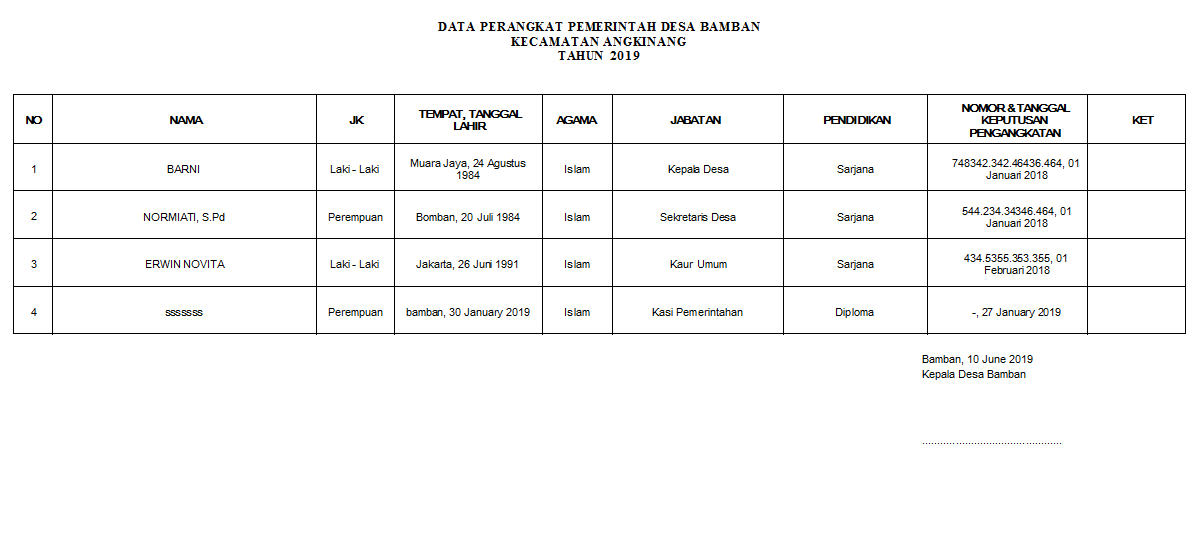 DATA PERANGKAT PEMERINTAH DESA BAMBAN
KECAMATAN ANGKINANG
TAHUN 2019
NO NAMA JK TEMPAT, TANGGAL LAHIR AGAMA JABATAN PENDIDIKAN NOMOR & TANGGAL KEPUTUSAN PENGANGKATAN KET
1 BARNI Laki - Laki Muara Jaya, 24 Agustus 1984 Islam Kepala Desa Sarjana 748342.342.46436.464, 01 Januari 2018
2 NORMIATI, S.Pd Perempuan Bomban, 20 Juli 1984 Islam Sekretaris Desa Sarjana 544.234.34346.464, 01 Januari 2018
3 ERWIN NOVITA Laki - Laki Jakarta, 26 Juni 1991 Islam Kaur Umum Sarjana 434.5355.353.355, 01 Februari 2018
4 sssssss Perempuan bamban, 30 January 2019 Islam Kasi Pemerintahan Diploma -, 27 January 2019
Bamban, 10 June 2019
Kepala Desa Bamban
...............................................